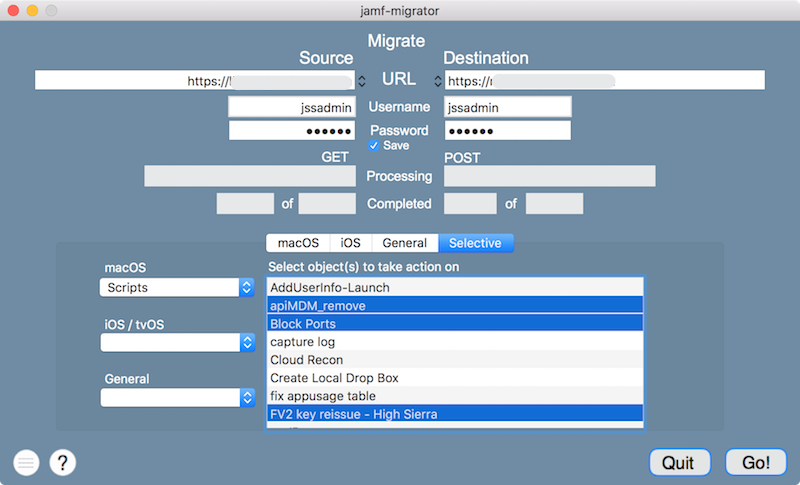 jamf-migrator
Migrate
Source Destination
https:// URL https://
jssadmin Username jssadmin
•••••• Password ••••••
Save
GET POST
Processing
of Completed of
macOS iOS General Selective
macOS Select object(s) to take action on
Scripts AddUserInfo-Launch
apiMDM_remove
iOS / tvOS Block Ports
capture log
Cloud Recon
General Create Local Drop Box
fix appusage table
FV2 key reissue - High Sierra
? Quit Go!